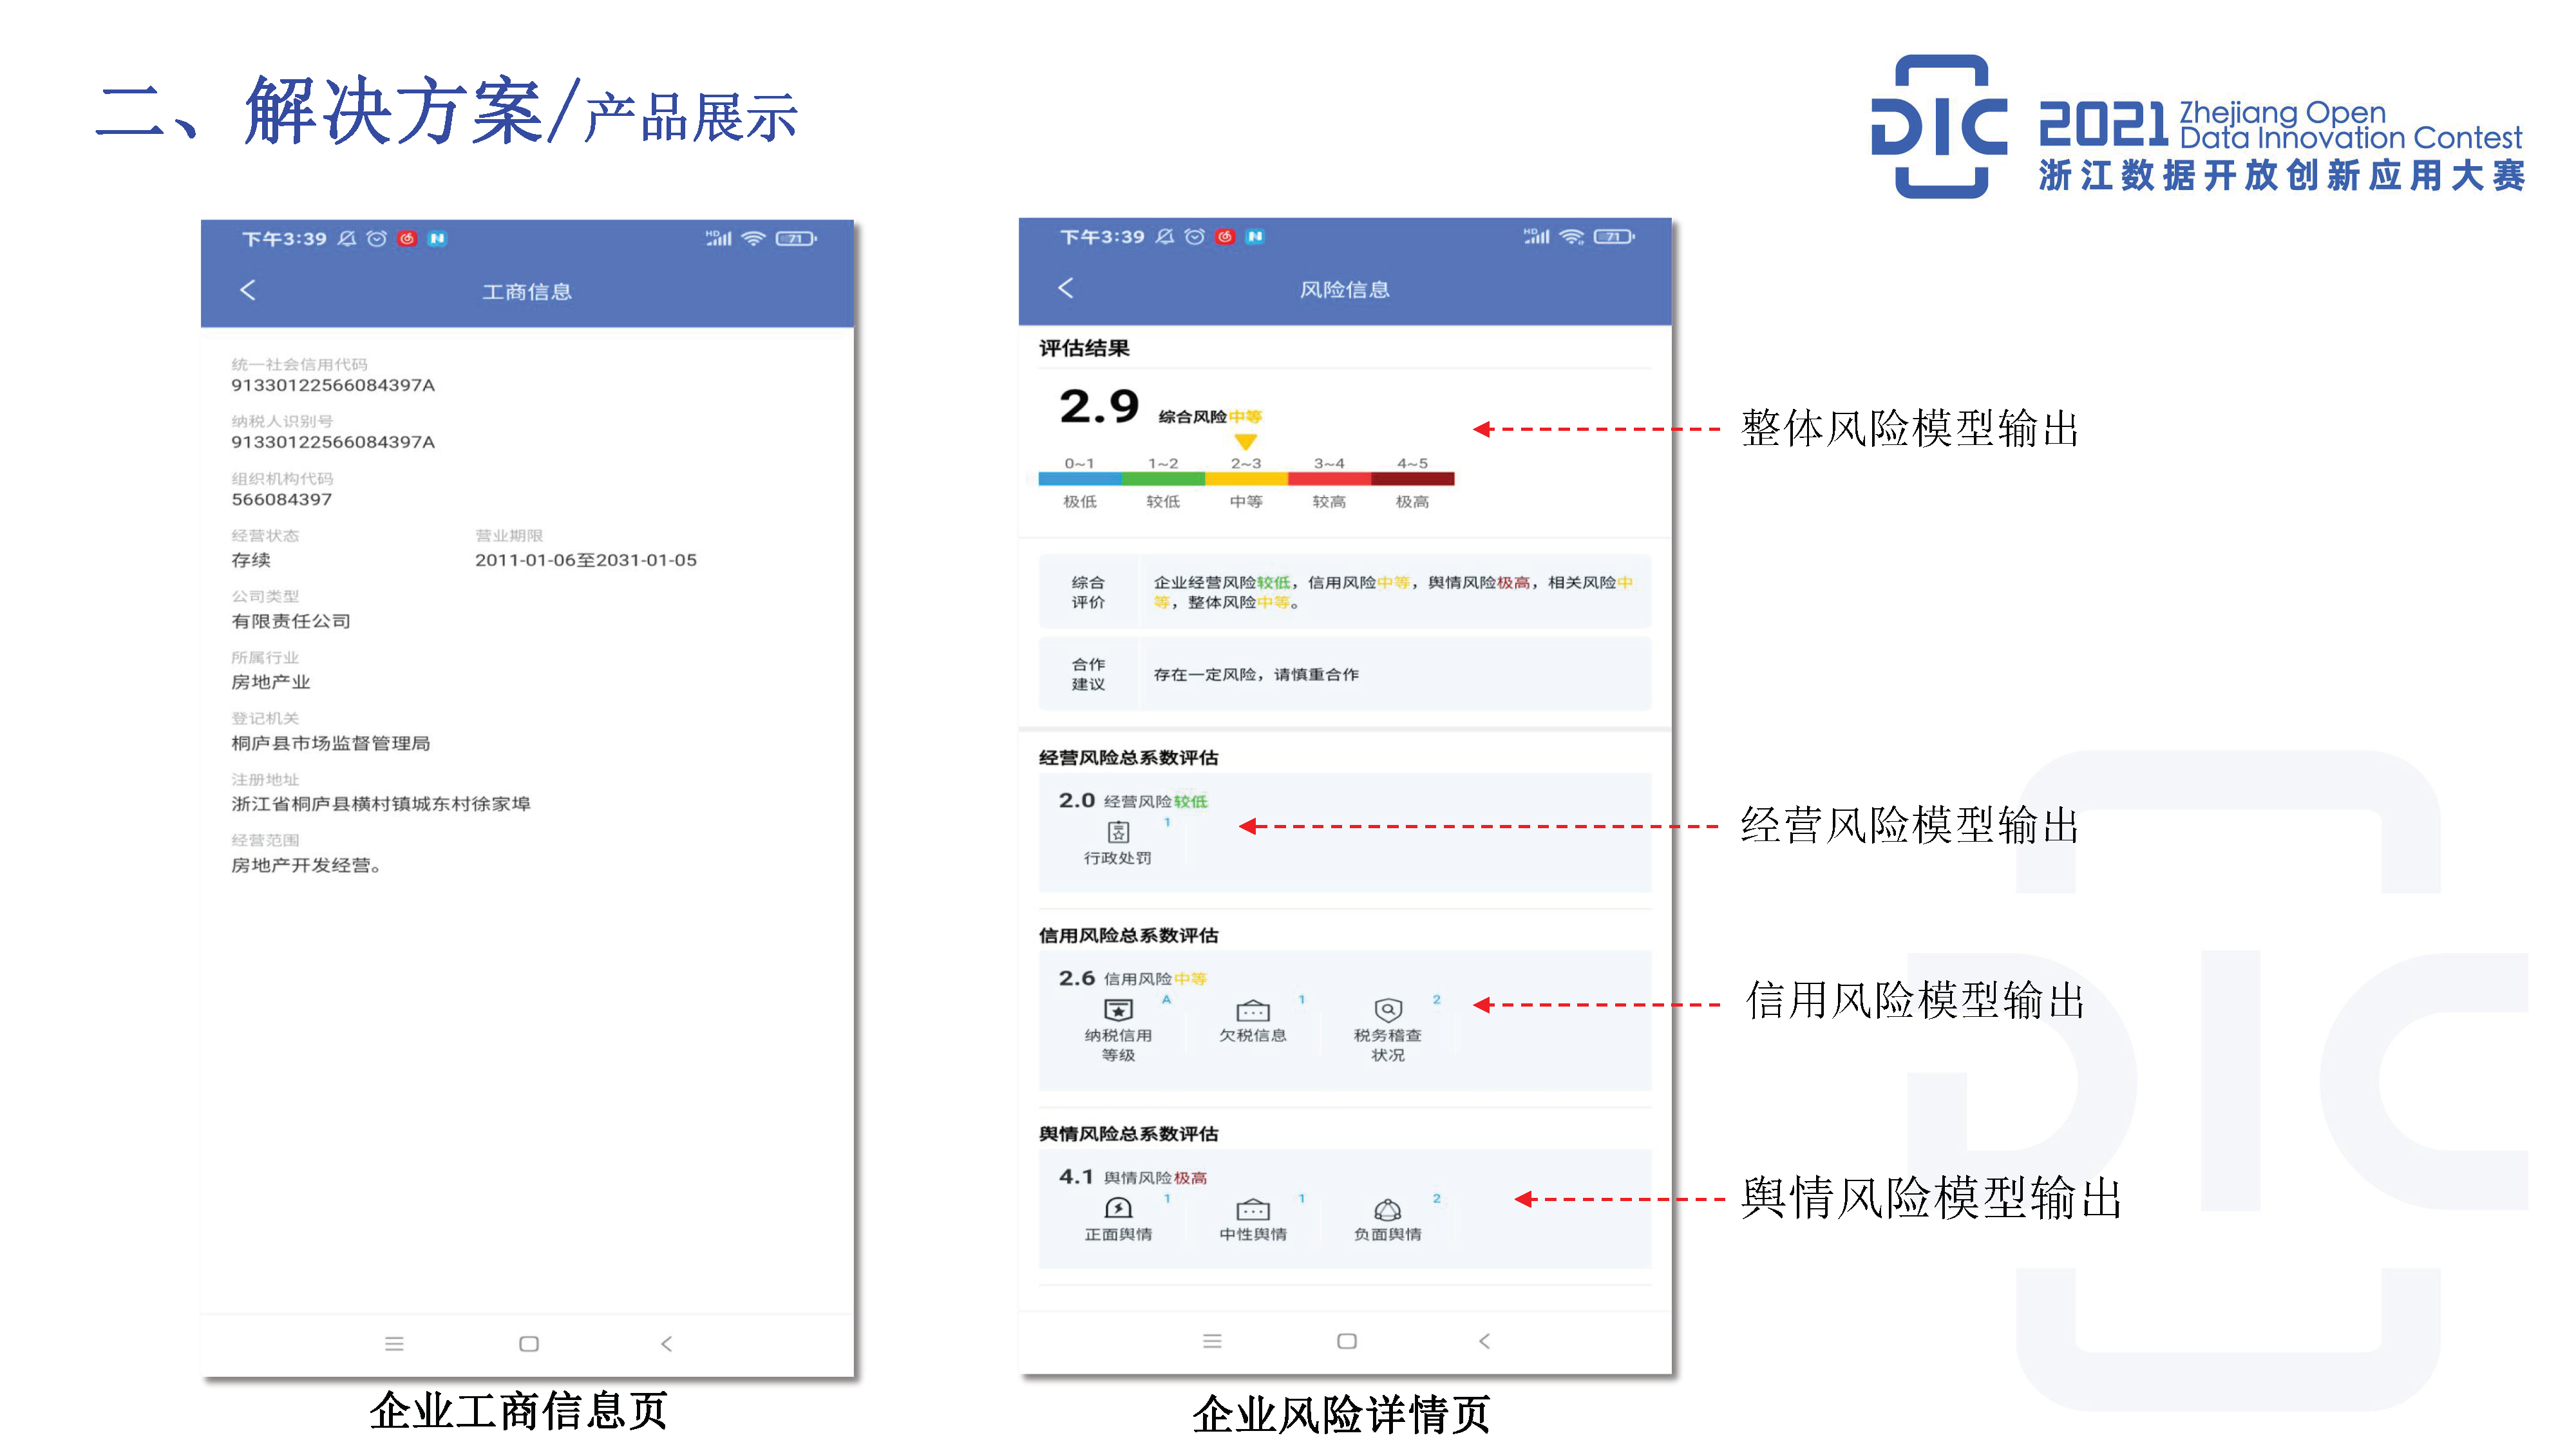 二、解决方案/产品展示
DIC 2021 Zhejiang Open
Data Innovation Contest
浙江数据开放创新应用大赛
下午3:39
HD
71
工商信息
统一社会信用代码
91330122566084397A
纳税人识别号
91330122566084397A
组织机构代码
566084397
经营状态 营业期限
存续 2011-01-06至2031-01-05
公司类型
有限责任公司
所属行业
房地产业
登记机关
桐庐县市场监督管理局
注册地址
浙江省桐庐县横村镇城东村徐家埠
经营范围
房地产开发经营。
企业工商信息页
下午3:39
HD
71
风险信息
评估结果
2.9 综合风险中等
0~1 1~2 2~3 3~4 4~5
极低 较低 中等 较高 极高
综合
评价
企业经营风险较低，信用风险中等，舆情风险极高，相关风险中
等，整体风险中等。
合作
建议
存在一定风险，请慎重合作
经营风险总系数评估
2.0 经营风险较低
1
行政处罚
信用风险总系数评估
2.6 信用风险中等
A 1 2
纳税信用 欠税信息 税务稽查
等级 状况
舆情风险总系数评估
4.1 舆情风险极高
1 1 2
正面舆情 中性舆情 负面舆情
企业风险详情页
整体风险模型输出
经营风险模型输出
信用风险模型输出
舆情风险模型输出
DIC